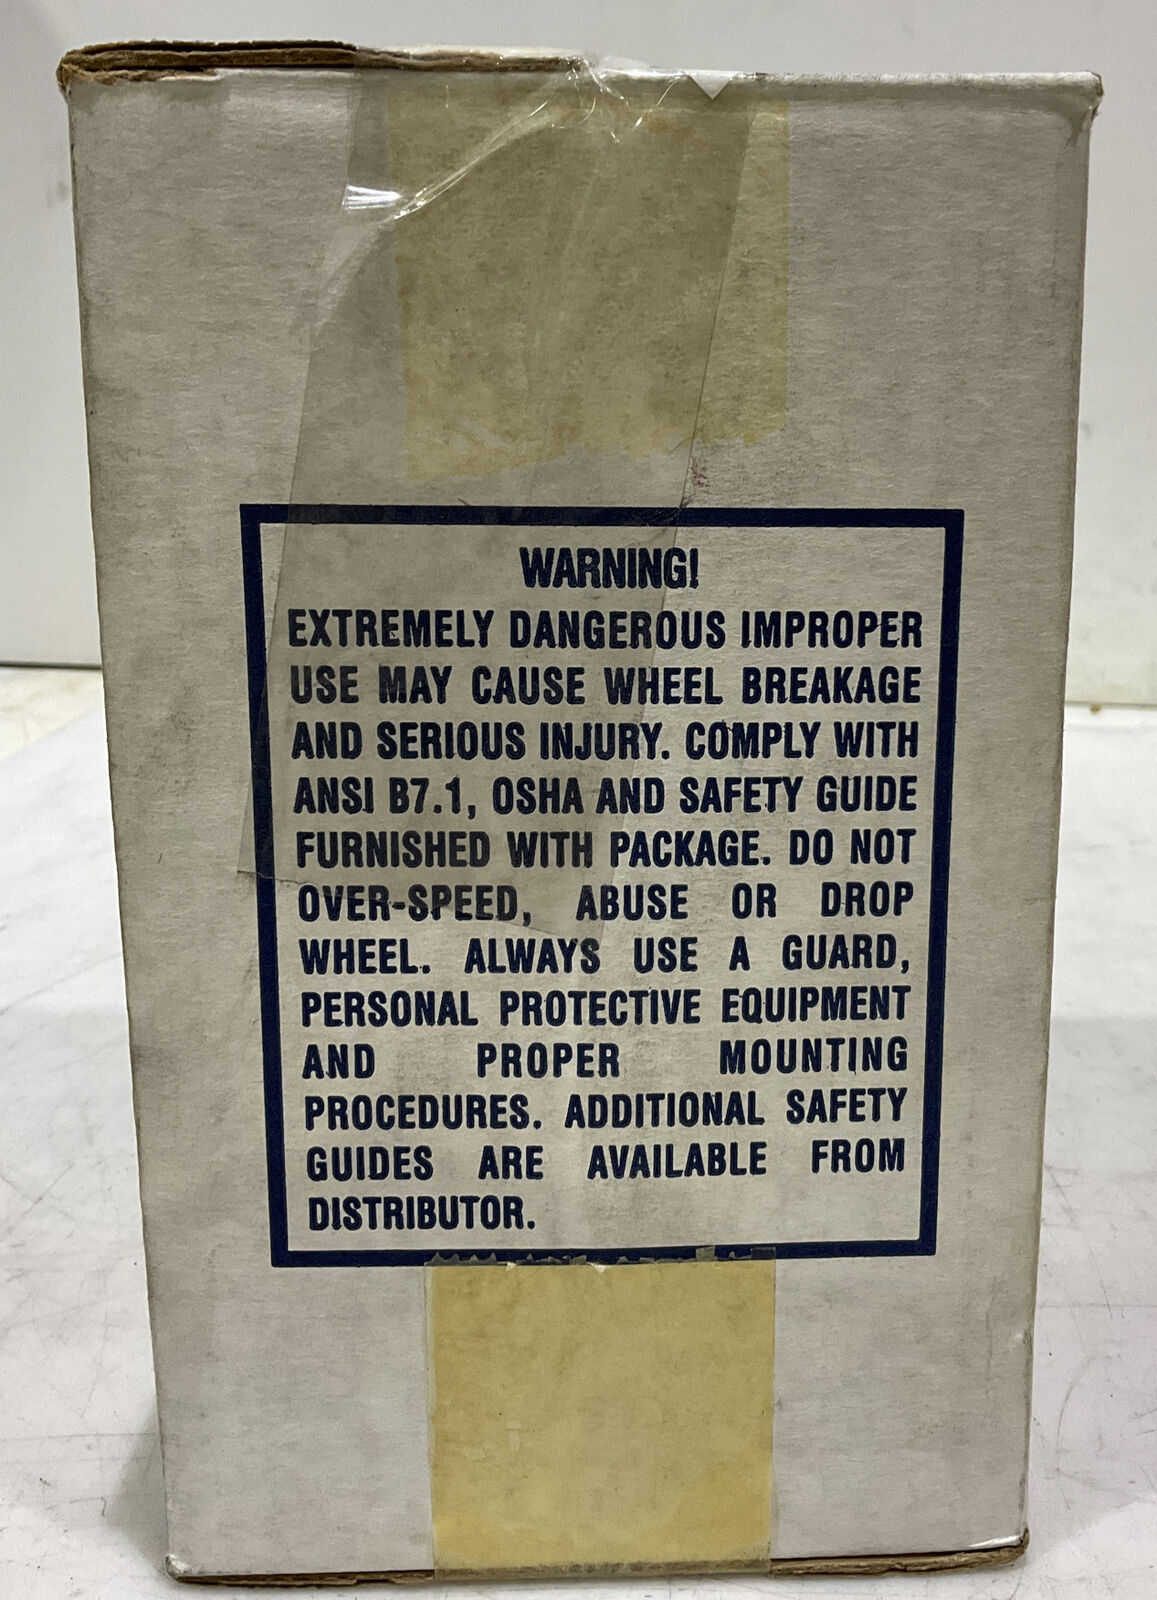 WARNING!
EXTREMELY DANGEROUS IMPROPER
USE MAY CAUSE WHEEL BREAKAGE
AND SERIOUS INJURY. COMPLY WITH
ANSI B7.1, OSHA AND SAFETY GUIDE
FURNISHED WITH PACKAGE. DO NOT
OVER-SPEED, ABUSE OR DROP
WHEEL. ALWAYS USE A GUARD,
PERSONAL PROTECTIVE EQUIPMENT
AND PROPER MOUNTING
PROCEDURES. ADDITIONAL SAFETY
GUIDES ARE AVAILABLE FROM
DISTRIBUTOR.